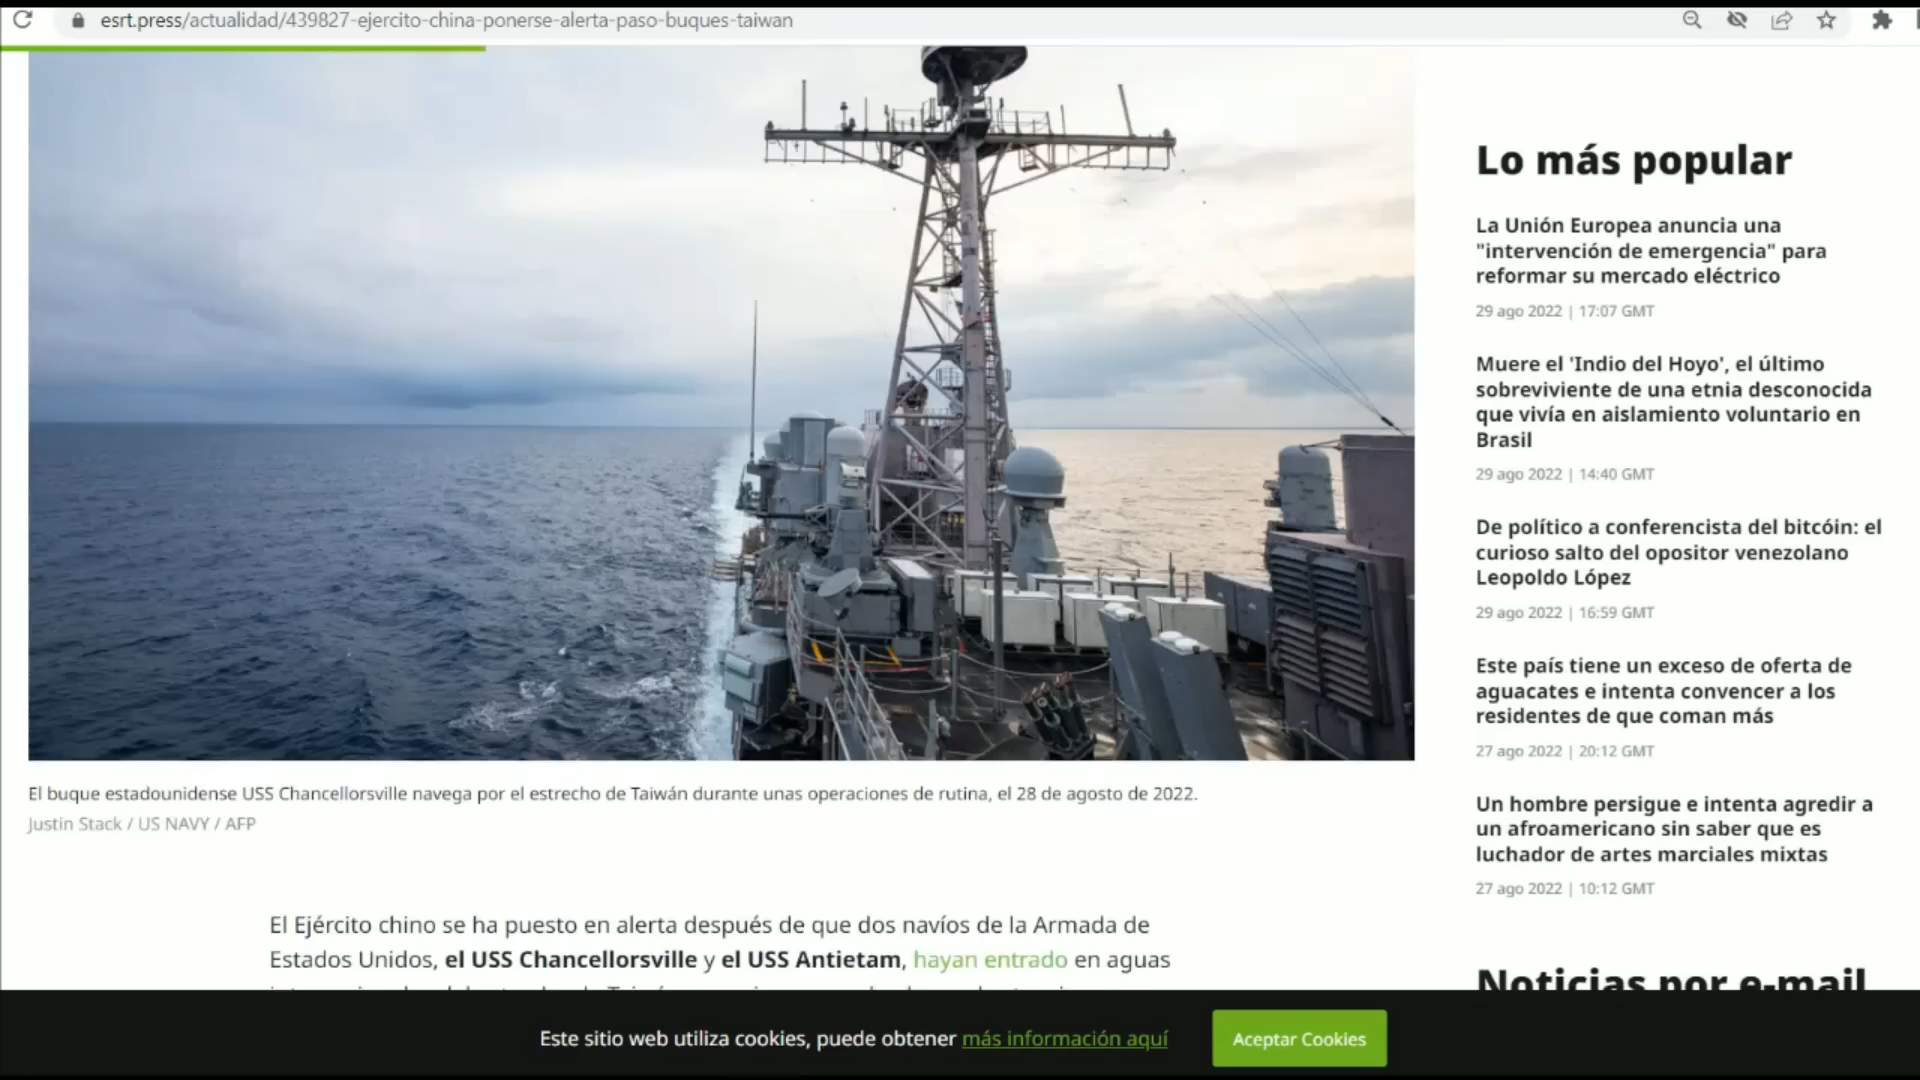 esrt.press/actualidad/439827-ejercito-china-ponerse-alerta-paso-buques-taiwan
El buque estadounidense USS Chancellorsville navega por el estrecho de Taiwán durante unas operaciones de rutina, el 28 de agosto de 2022.
Justin Stack / US NAVY / AFP
El Ejército chino se ha puesto en alerta después de que dos navíos de la Armada de
Estados Unidos, el USS Chancellorsville y el USS Antietam, hayan entrado en aguas
Lo más popular
La Unión Europea anuncia una
"intervención de emergencia" para
reformar su mercado eléctrico
29 ago 2022 | 17:07 GMT
Muere el 'Indio del Hoyo', el último
sobreviviente de una etnia desconocida
que vivía en aislamiento voluntario en
Brasil
29 ago 2022 | 14:40 GMT
De político a conferencista del bitcóin: el
curioso salto del opositor venezolano
Leopoldo López
29 ago 2022 | 16:59 GMT
Este país tiene un exceso de oferta de
aguacates e intenta convencer a los
residentes de que coman más
27 ago 2022 | 20:12 GMT
Un hombre persigue e intenta agredir a
un afroamericano sin saber que es
luchador de artes marciales mixtas
27 ago 2022 | 10:12 GMT
Noticias por e-mail
Este sitio web utiliza cookies, puede obtener más información aquí
Aceptar Cookies